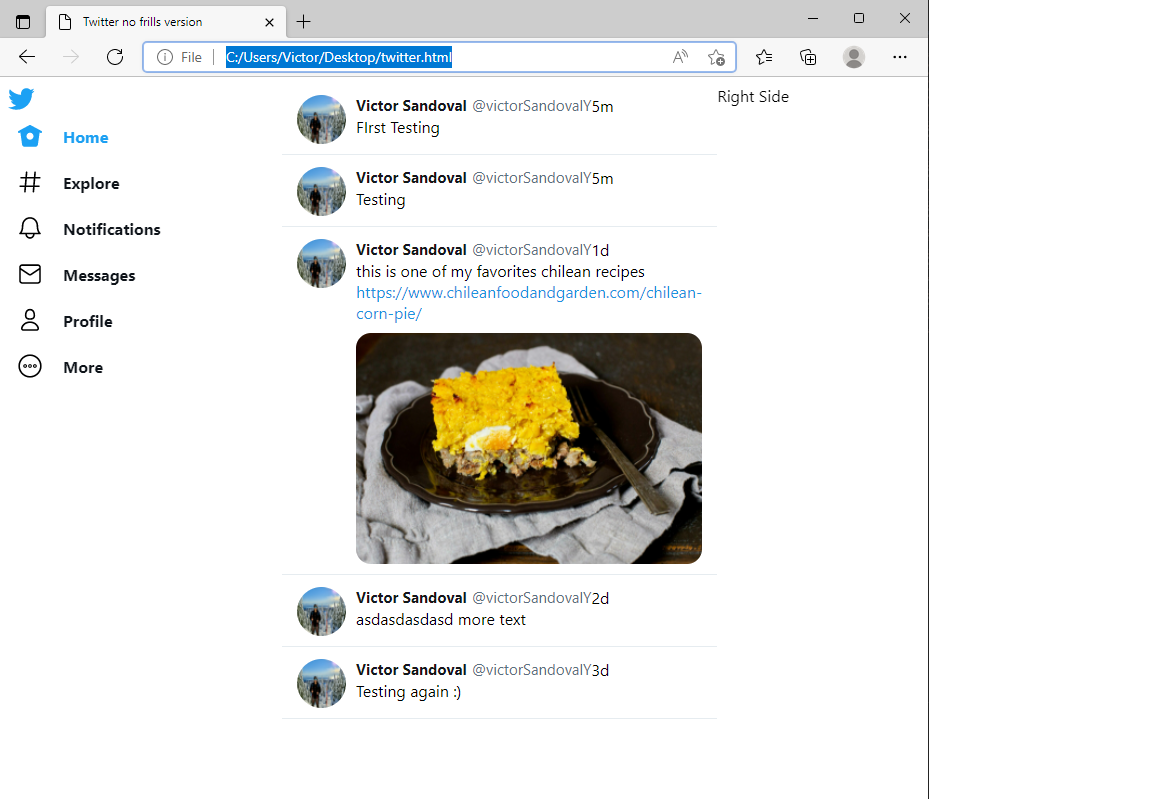 Twitter no frills version
File
C:/Users/Victor/Desktop/twitter.html
Home
Explore
Notifications
Messages
Profile
More
Victor Sandoval @victorSandovalY5m
FIrst Testing
Victor Sandoval @victorSandovalY5m
Testing
Victor Sandoval @victorSandovalY1d
this is one of my favorites chilean recipes
https://www.chileanfoodandgarden.com/chilean-
corn-pie/
Victor Sandoval @victorSandovalY2d
asdasdasdasd more text
Victor Sandoval @victorSandovalY3d
Testing again :)
Right Side